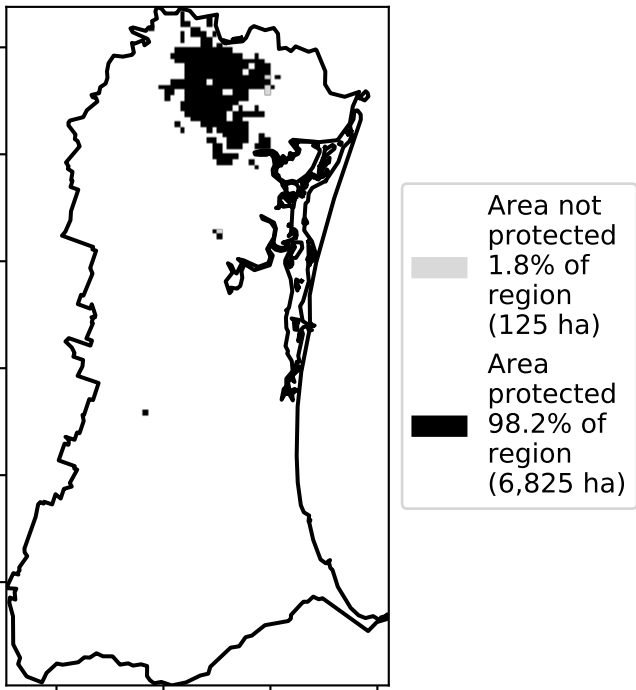 Area not
protected
1.8% of
region
(125 ha)
Area
protected
98.2% of
region
(6,825 ha)